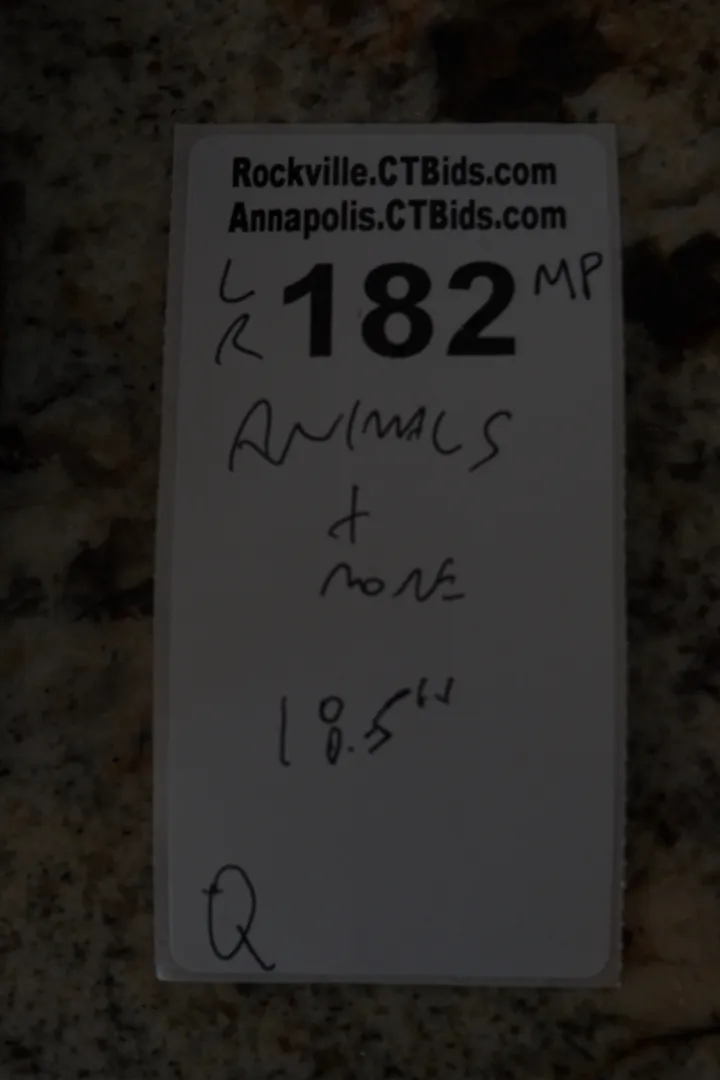 Rockville.CTBids.com
Annapolis.CTBids.com
L 182 MP
R
ANIMALS
+
MORE
18.5"
Q